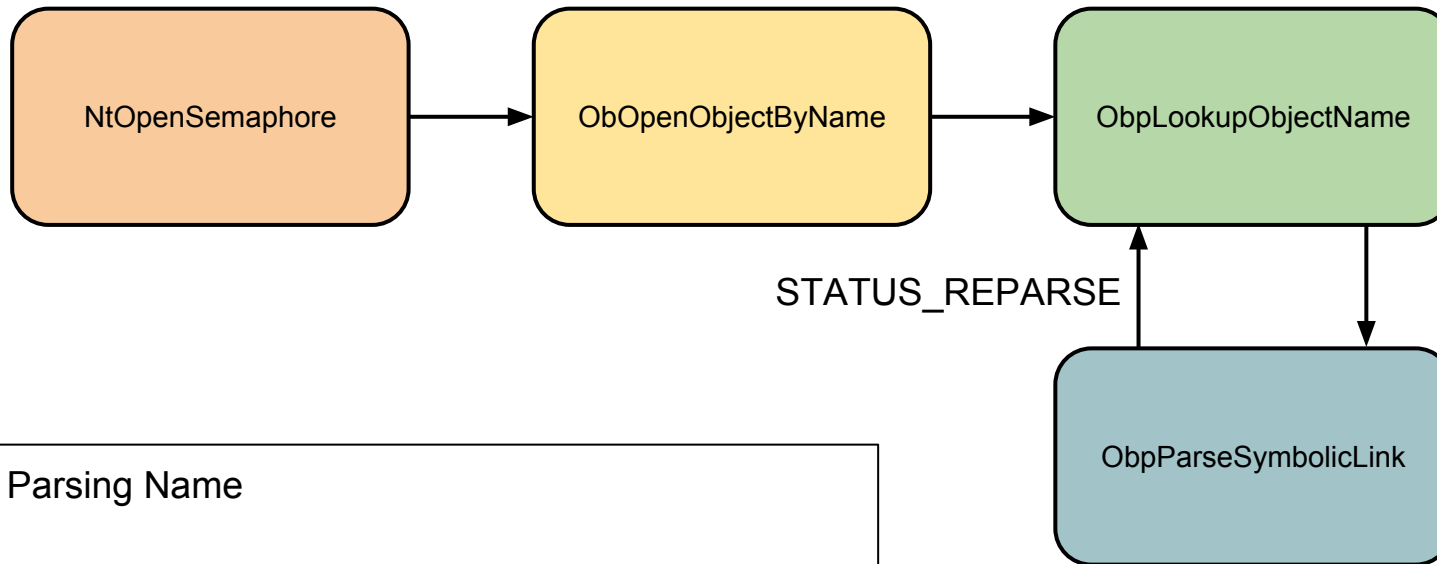 NtOpenSemaphore
ObOpenObjectByName
ObpLookupObjectName
STATUS_REPARSE
ObpParseSymbolicLink
Parsing Name